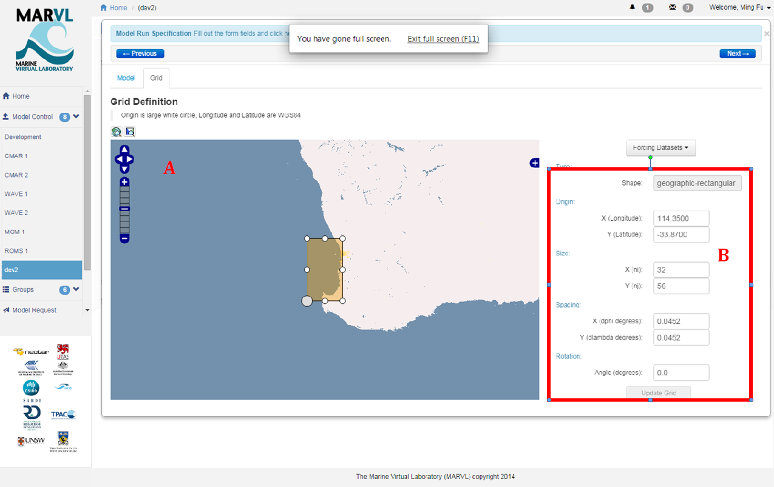 MARVL
MARINE
VIRTUAL LABORATORY
Home / (dev2)
1
0
Welcome, Ming Fu
Model Run Specification Fill out the form fields and click
You have gone full screen. Exit full screen (F11)
← Previous
Next →
Model
Grid
Grid Definition
Origin is large white circle, Longitude and Latitude are WGS84
Home
Model Control 6
Development
CMAR 1
CMAR 2
WAVE 1
WAVE 2
MOM 1
ROMS 1
dev2
Groups 6
Model Request
A
B
Forcing Datasets
Type:
Shape: geographic-rectangular
Origin:
X (Longitude): 114.3500
Y (Latitude): -33.8700
Size:
X (ni): 32
Y (nj): 56
Spacing:
X (dphi degrees): 0.0452
Y (dlambda degrees): 0.0452
Rotation:
Angle (degrees): 0.0
Update Grid
nectar
CSIRO
TPAC
UNSW
The Marine Virtual Laboratory (MARVL) copyright 2014